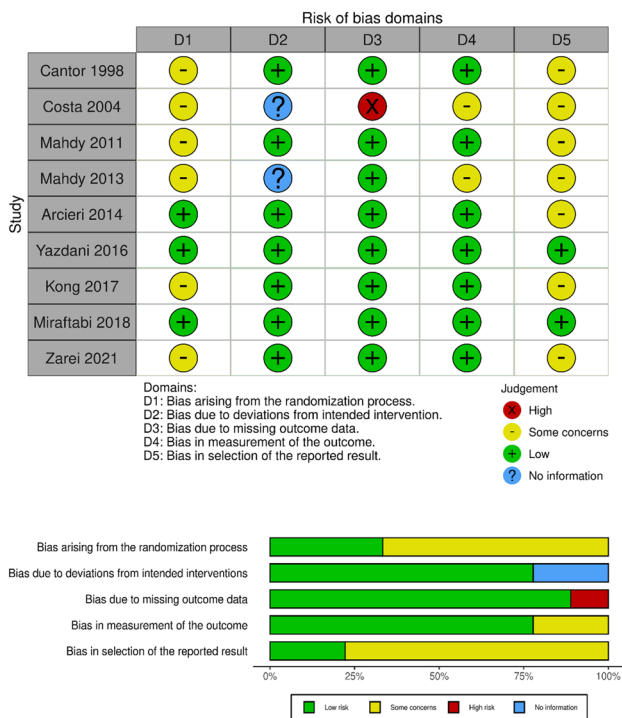 Risk of bias domains
D1 D2 D3 D4 D5
Study
Cantor 1998 - + + + -
Costa 2004 - ? X - -
Mahdy 2011 - + + + -
Mahdy 2013 - ? + - -
Arcieri 2014 + + + + -
Yazdani 2016 + + + + +
Kong 2017 - + + + -
Miraftabi 2018 + + + + +
Zarei 2021 - + + + -
Domains:
D1: Bias arising from the randomization process.
D2: Bias due to deviations from intended intervention.
D3: Bias due to missing outcome data.
D4: Bias in measurement of the outcome.
D5: Bias in selection of the reported result.
Judgement
X High
- Some concerns
+ Low
? No information
Bias arising from the randomization process
Bias due to deviations from intended interventions
Bias due to missing outcome data
Bias in measurement of the outcome
Bias in selection of the reported result
0% 25% 50% 75% 100%
Low risk Some concerns High risk No information